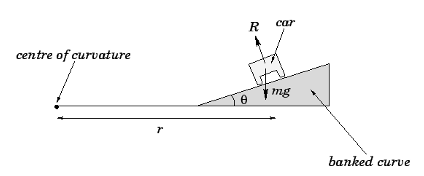 R
car
centre of curvature
mg
θ
r
banked curve